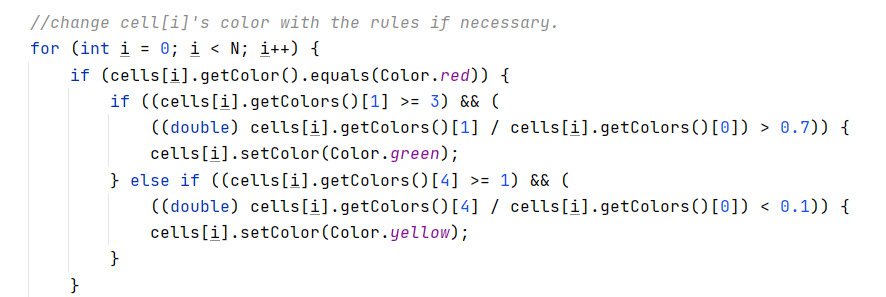 //change cell[i]'s color with the rules if necessary.
for (int i = 0; i < N; i++) {
    if (cells[i].getColor().equals(Color.red)) {
        if ((cells[i].getColors()[1] >= 3) && (
            ((double) cells[i].getColors()[1] / cells[i].getColors()[0]) > 0.7)) {
            cells[i].setColor(Color.green);
        } else if ((cells[i].getColors()[4] >= 1) && (
            ((double) cells[i].getColors()[4] / cells[i].getColors()[0]) < 0.1)) {
            cells[i].setColor(Color.yellow);
        }
    }